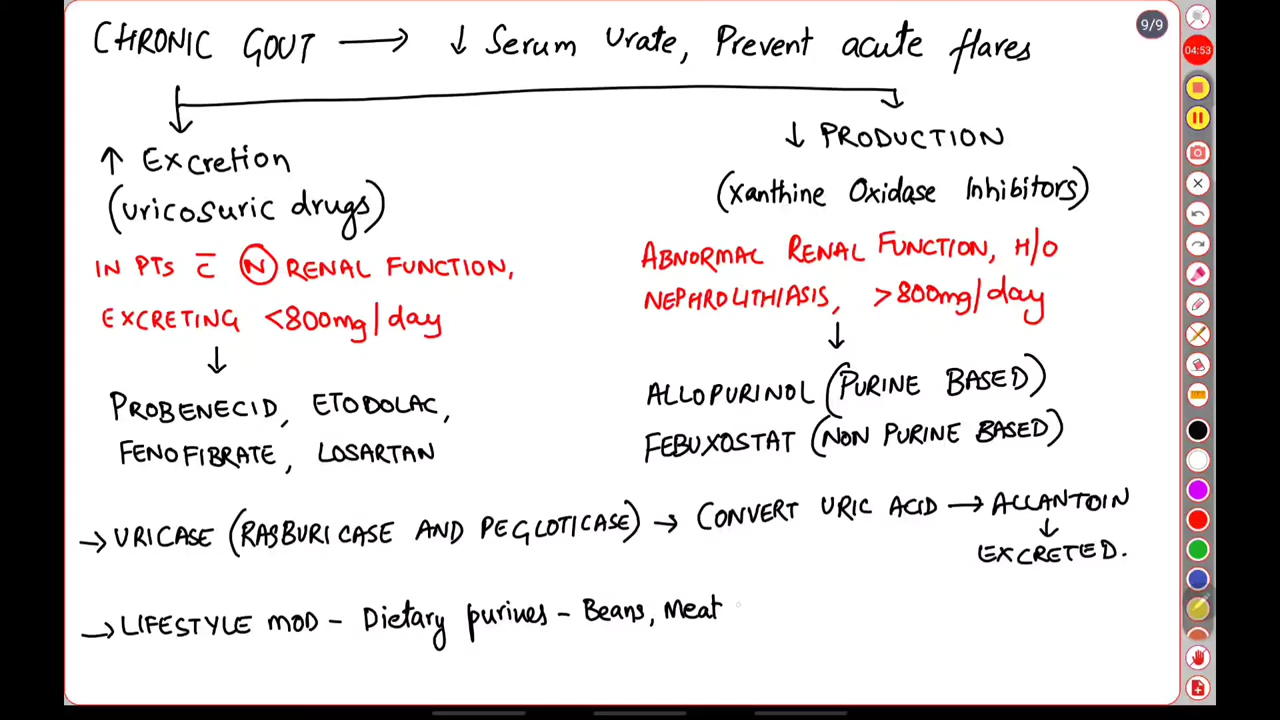 CHRONIC GOUT → ↓ Serum Urate, Prevent acute flares
9/9
04:53
↑ Excretion
(uricosuric drugs)
IN PTs c̅ (N) RENAL FUNCTION,
EXCRETING <800mg/day
↓
PROBENECID, ETODOLAC,
FENOFIBRATE, LOSARTAN
↓ PRODUCTION
(Xanthine Oxidase Inhibitors)
ABNORMAL RENAL FUNCTION, H/O
NEPHROLITHIASIS, >800mg/day
↓
ALLOPURINOL (PURINE BASED)
FEBUXOSTAT (NON PURINE BASED)
→ URICASE (RASBURICASE AND PEGLOTICASE) → CONVERT URIC ACID → ALLANTOIN
↓
EXCRETED.
→ LIFESTYLE MOD - Dietary purines - Beans, Meat